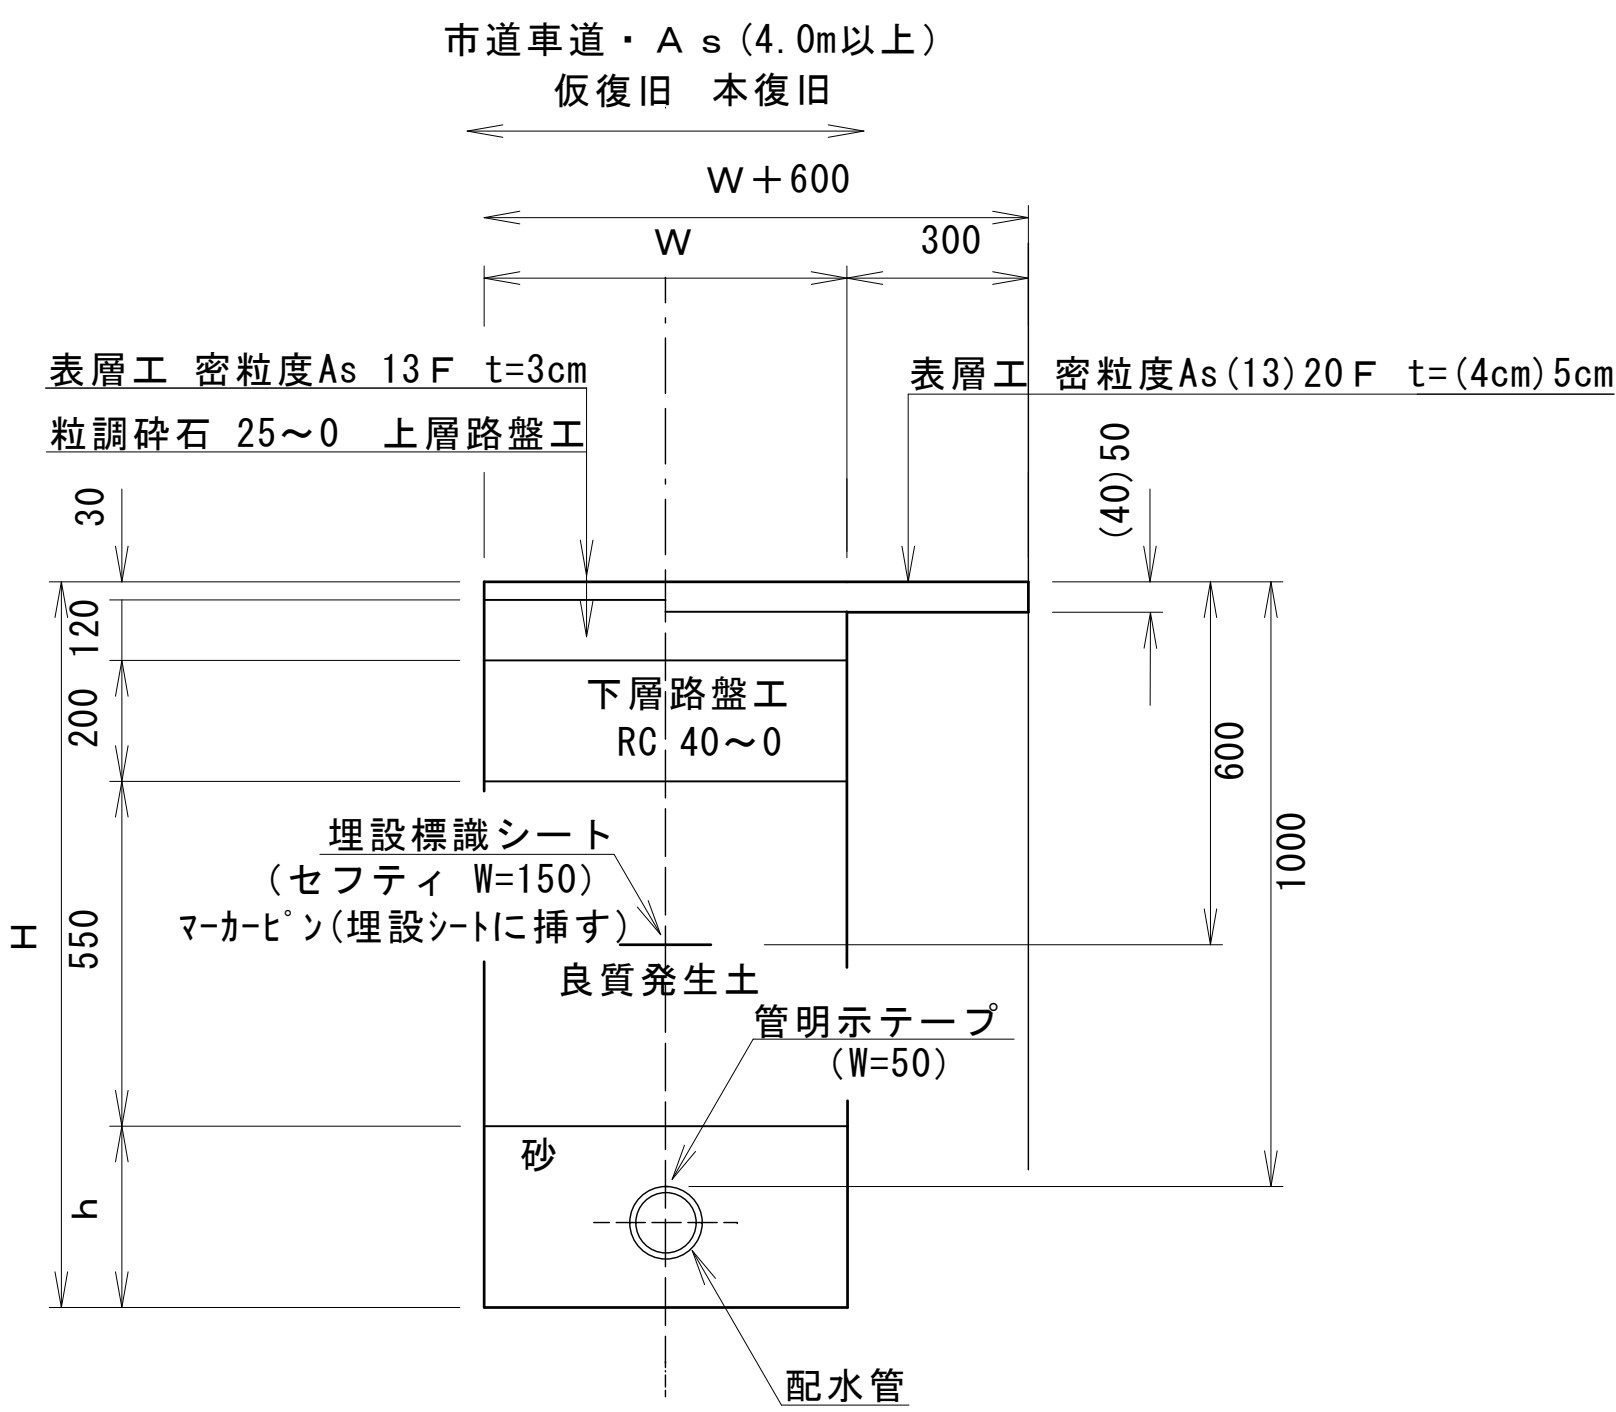 市道車道・Ａｓ(4.0m以上)
仮復旧　本復旧
Ｗ＋600
Ｗ
300
表層工 密粒度As 13Ｆ t=3cm
表層工 密粒度As(13)20Ｆ t=(4cm)5cm
粒調砕石 25～0 上層路盤工
30
(40)50
120
下層路盤工
200
RC 40～0
600
埋設標識シート
1000
(セフティ W=150)
ﾏｰｶｰﾋﾟﾝ(埋設ｼｰﾄに挿す)
Ｈ
550
良質発生土
管明示テープ
(W=50)
砂
ｈ
配水管